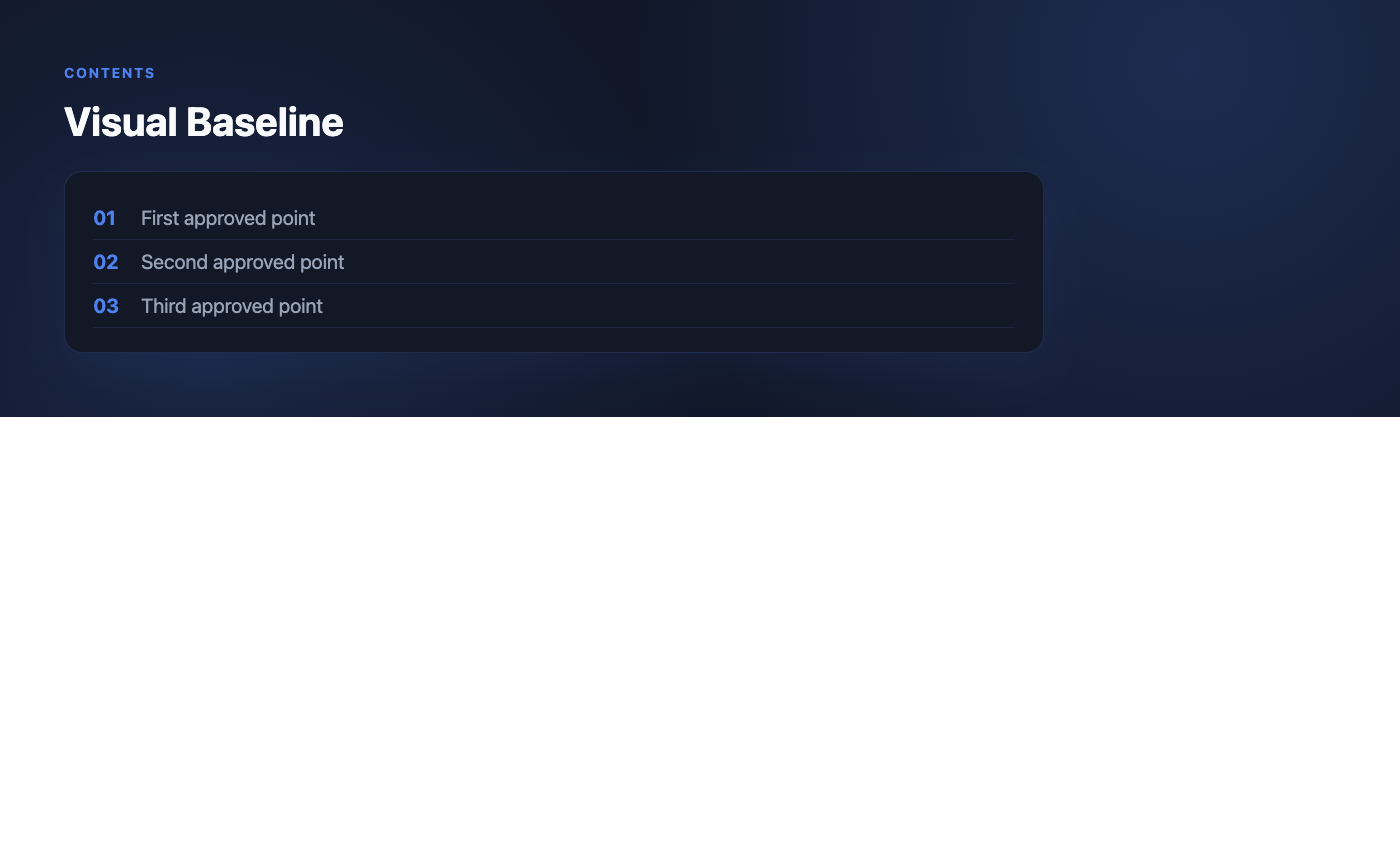 CONTENTS
Visual Baseline
01 First approved point
02 Second approved point
03 Third approved point